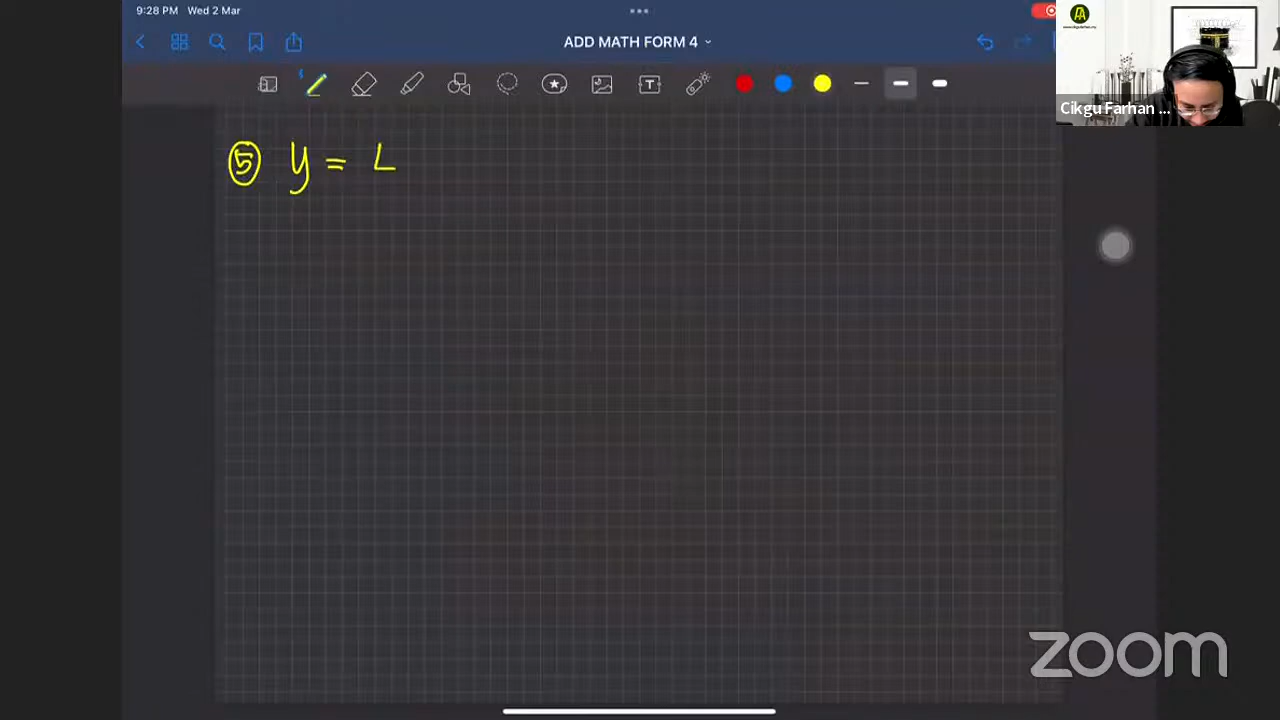 9:28 PM Wed 2 Mar
ADD MATH FORM 4
T
Cikgu Farhan ...
⑤ y = L
zoom